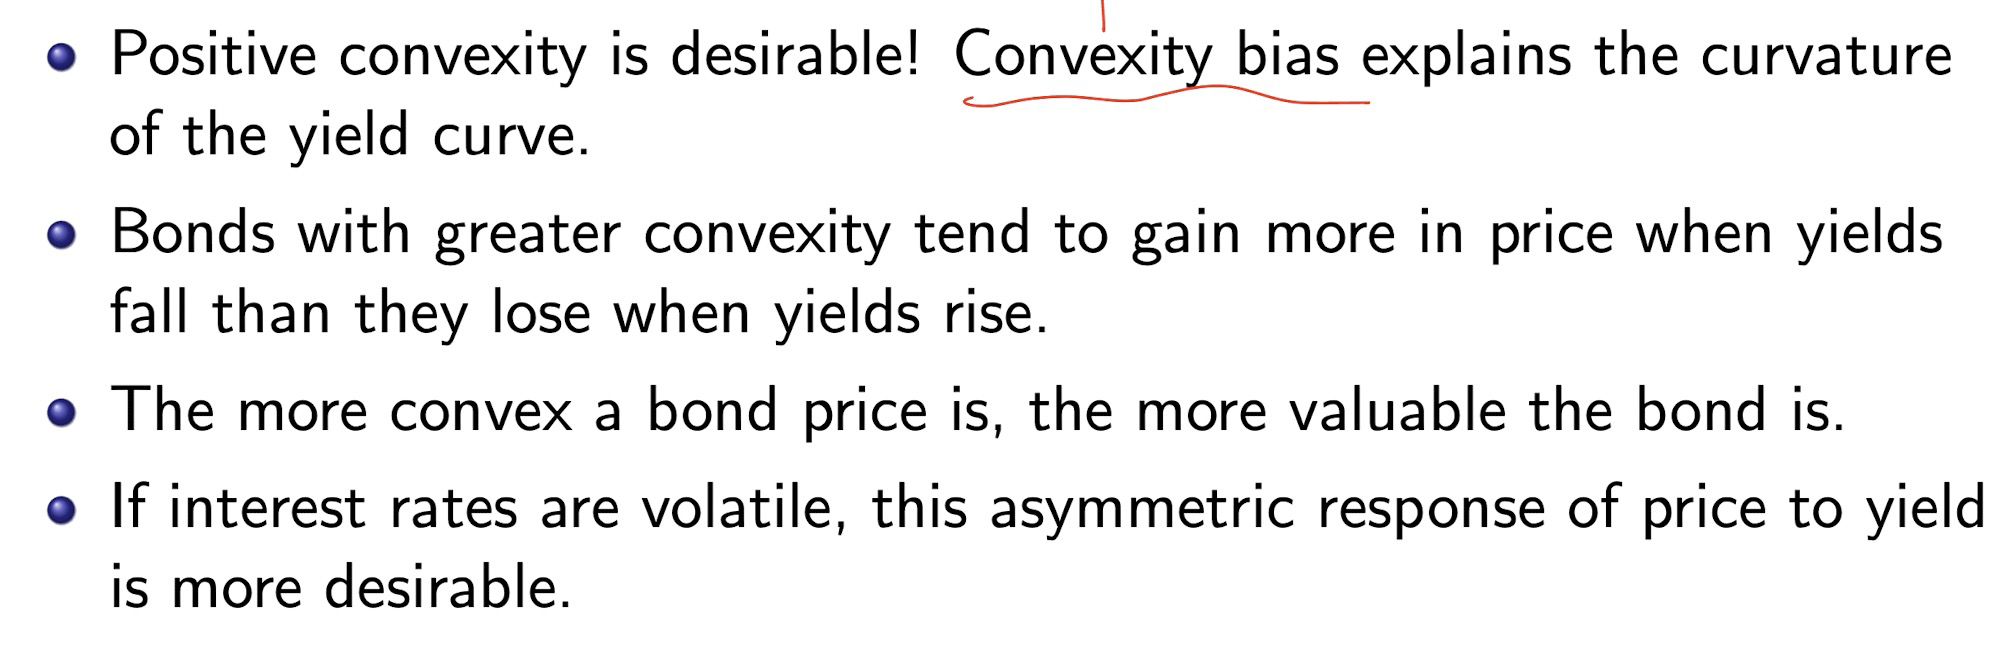 Positive convexity is desirable! Convexity bias explains the curvature
of the yield curve.
Bonds with greater convexity tend to gain more in price when yields
fall than they lose when yields rise.
The more convex a bond price is, the more valuable the bond is.
If interest rates are volatile, this asymmetric response of price to yield
is more desirable.